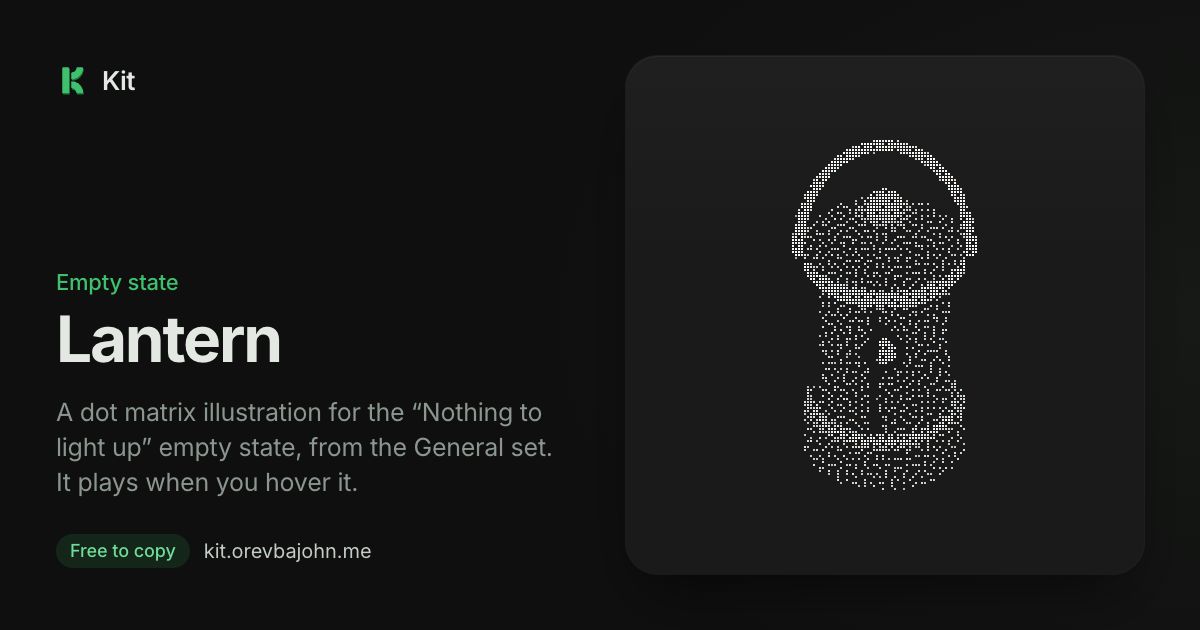 Kit
Empty state
Lantern
A dot matrix illustration for the “Nothing to
light up” empty state, from the General set.
It plays when you hover it.
Free to copy
kit.orevbajohn.me